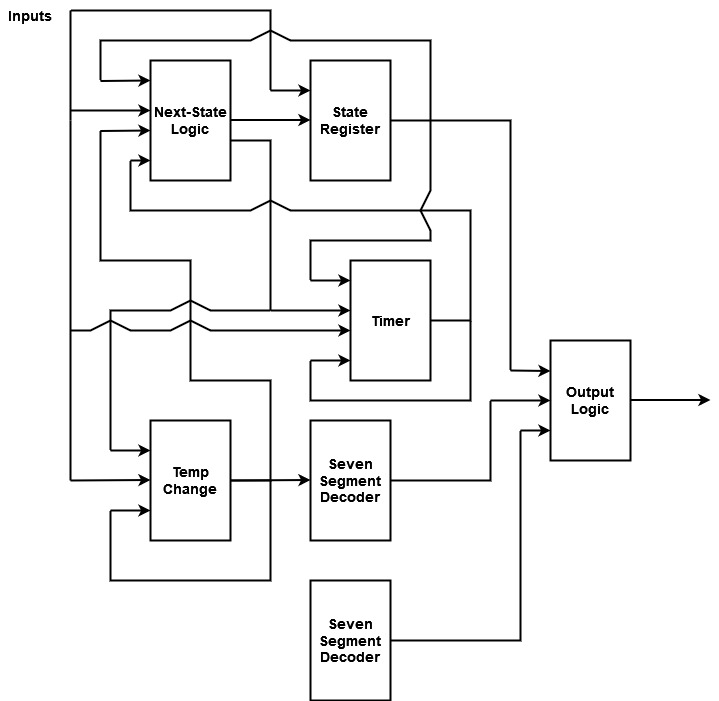 Inputs
Next-State
Logic
State
Register
Timer
Output
Logic
Temp
Change
Seven
Segment
Decoder
Seven
Segment
Decoder